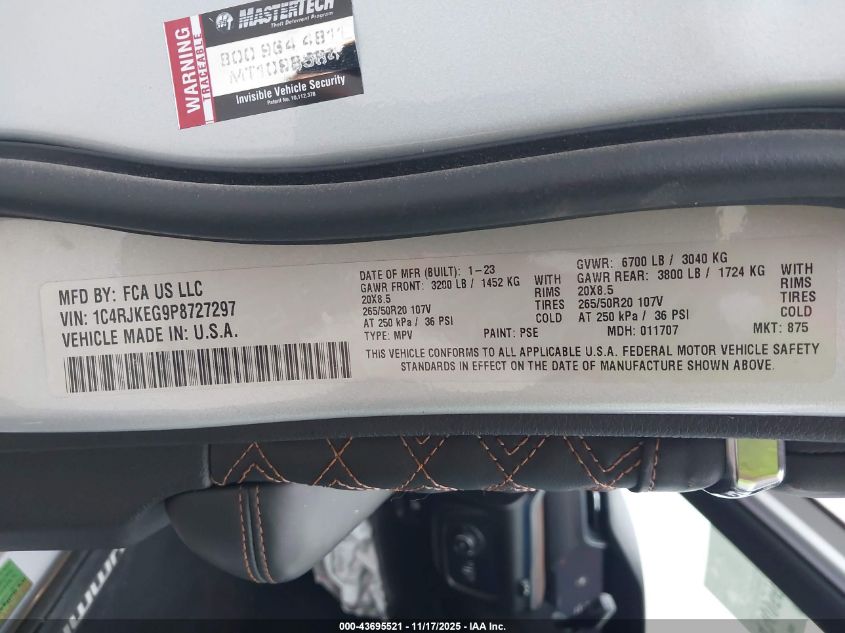 MASTERTECH
Theft Deterrent Program
WARNING
TRACEABLE
800 964 4811
Invisible Vehicle Security
Patent No. 10,112,378
MFD BY: FCA US LLC
VIN: 1C4RJKEG9P8727297
VEHICLE MADE IN U.S.A.
DATE OF MFR (BUILT): 1-23
GAWR FRONT: 3200 LB / 1452 KG WITH
20X8.5 RIMS
265/50R20 107V TIRES
AT 250 kPa / 36 PSI COLD
TYPE: MPV PAINT: PSE
GVWR: 6700 LB / 3040 KG
GAWR REAR: 3800 LB / 1724 KG WITH
20X8.5 RIMS
265/50R20 107V TIRES
AT 250 kPa / 36 PSI COLD
MDH: 011707 MKT: 875
THIS VEHICLE CONFORMS TO ALL APPLICABLE U.S.A. FEDERAL MOTOR VEHICLE SAFETY
STANDARDS IN EFFECT ON THE DATE OF MANUFACTURE SHOWN ABOVE.
000-43695521 - 11/17/2025 - IAA Inc.